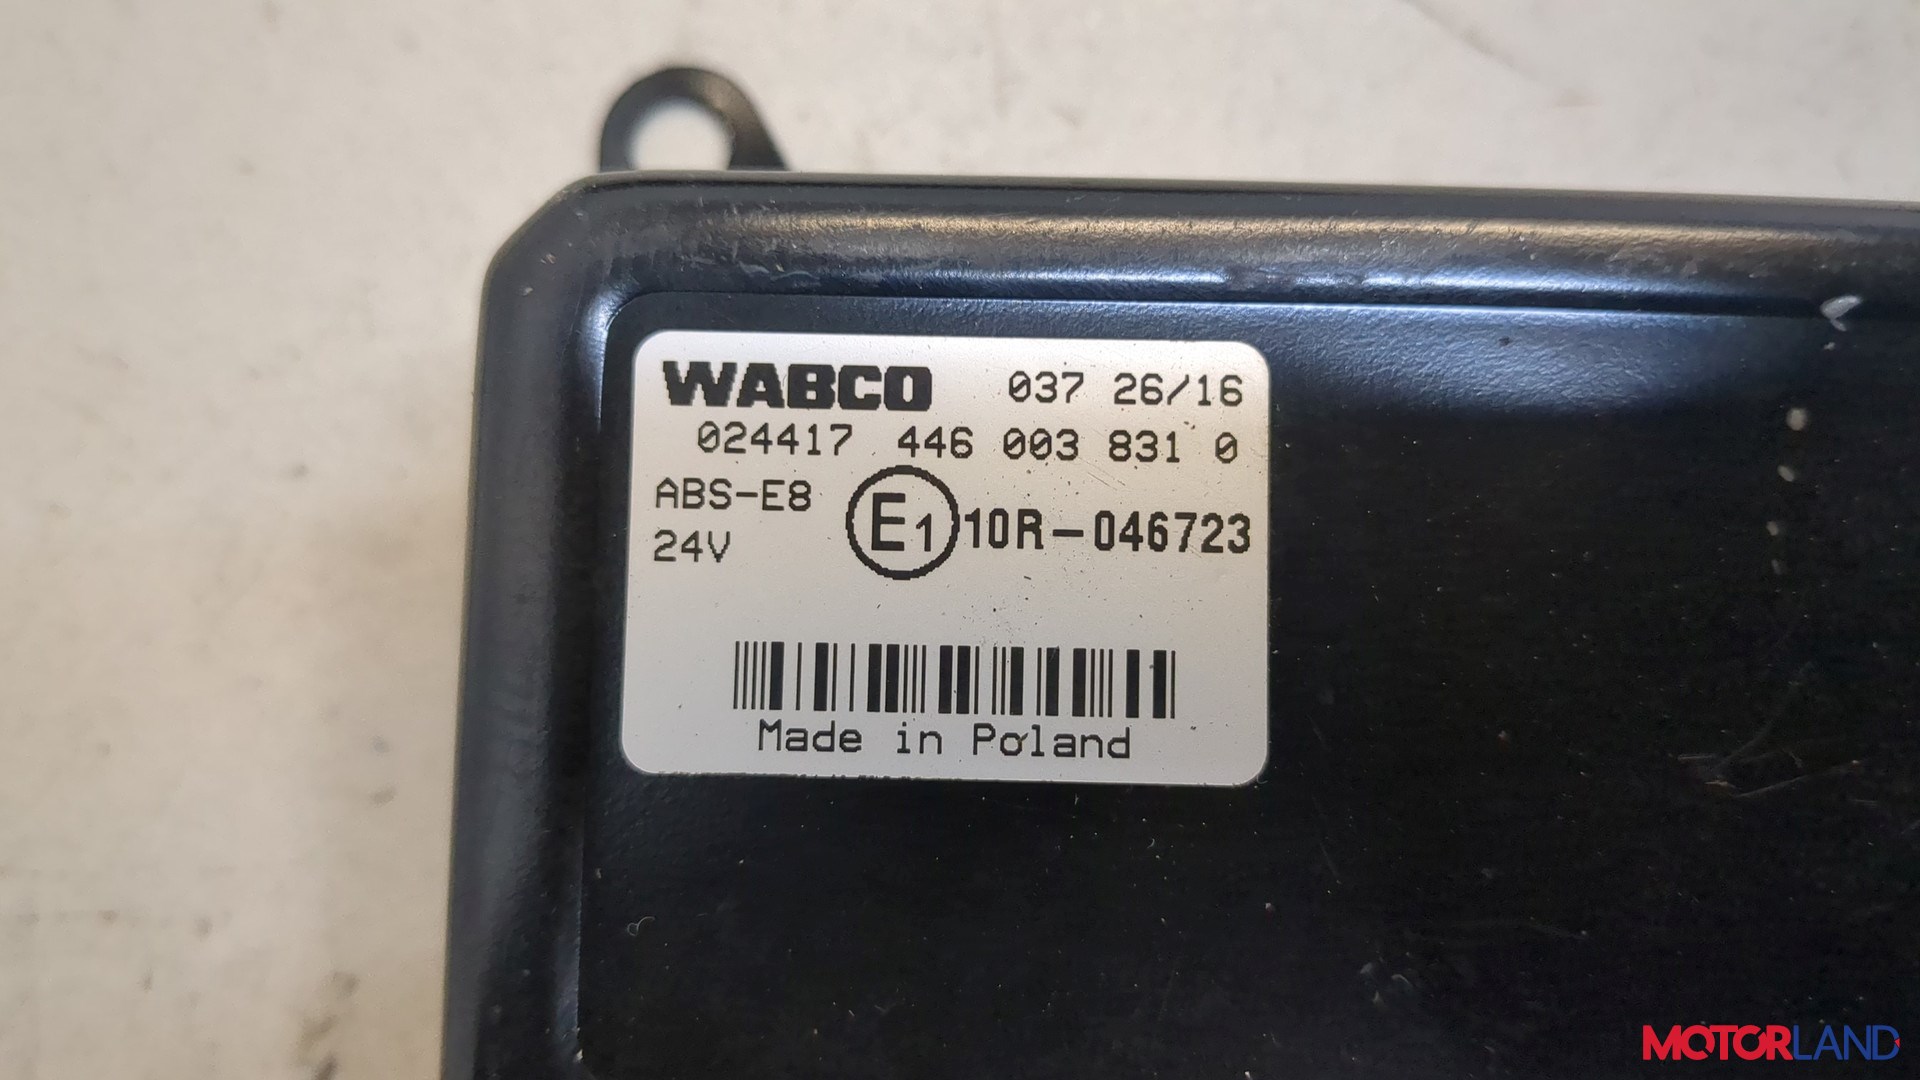 WABCO 037 26/16
024417 446 003 831 0
ABS-E8
24V
E1 10R-046723
Made in Poland
MOTORLAND